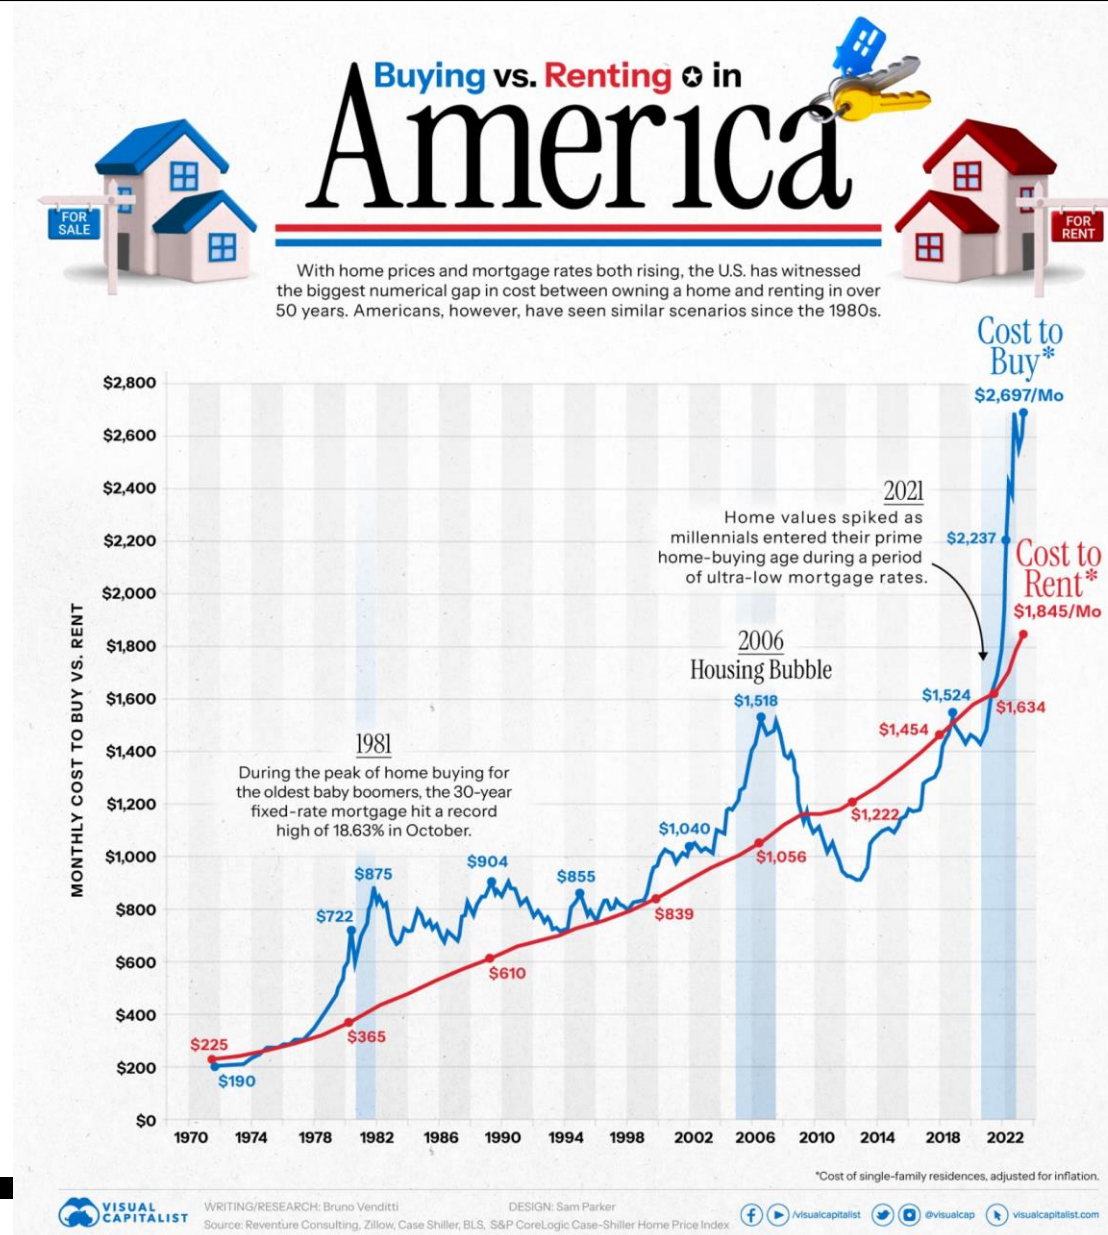 Buying vs. Renting in
America
FOR
SALE
FOR
RENT
With home prices and mortgage rates both rising, the U.S. has witnessed
the biggest numerical gap in cost between owning a home and renting in over
50 years. Americans, however, have seen similar scenarios since the 1980s.
Cost to
Buy*
$2,697/Mo
$2,800
$2,600
$2,400
$2,200
$2,000
$1,800
$1,600
$1,400
$1,200
$1,000
$800
$600
$400
$200
$0
MONTHLY COST TO BUY VS. RENT
2021
Home values spiked as
millennials entered their prime
home-buying age during a period
of ultra-low mortgage rates.
$2,237
Cost to
Rent*
$1,845/Mo
2006
Housing Bubble
$1,518
$1,524
$1,634
$1,454
1981
During the peak of home buying for
the oldest baby boomers, the 30-year
fixed-rate mortgage hit a record
high of 18.63% in October.
$1,222
$1,040
$1,056
$875
$904
$855
$722
$839
$610
$365
$225
$190
1970 1974 1978 1982 1986 1990 1994 1998 2002 2006 2010 2014 2018 2022
*Cost of single-family residences, adjusted for inflation.
VISUAL
CAPITALIST
WRITING/RESEARCH: Bruno Venditti
DESIGN: Sam Parker
Source: Reventure Consulting, Zillow, Case Shiller, BLS, S&P CoreLogic Case-Shiller Home Price Index
/visualcapitalist
@visualcap
visualcapitalist.com